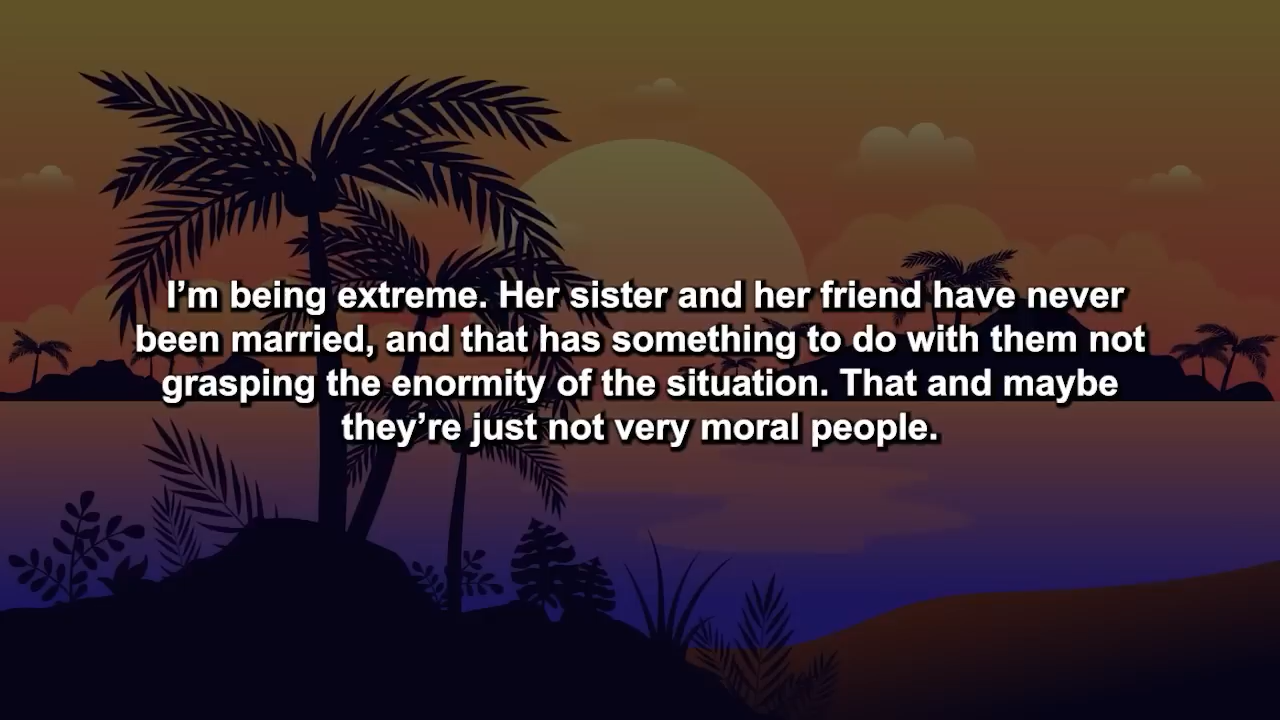 I’m being extreme. Her sister and her friend have never
been married, and that has something to do with them not
grasping the enormity of the situation. That and maybe
they’re just not very moral people.